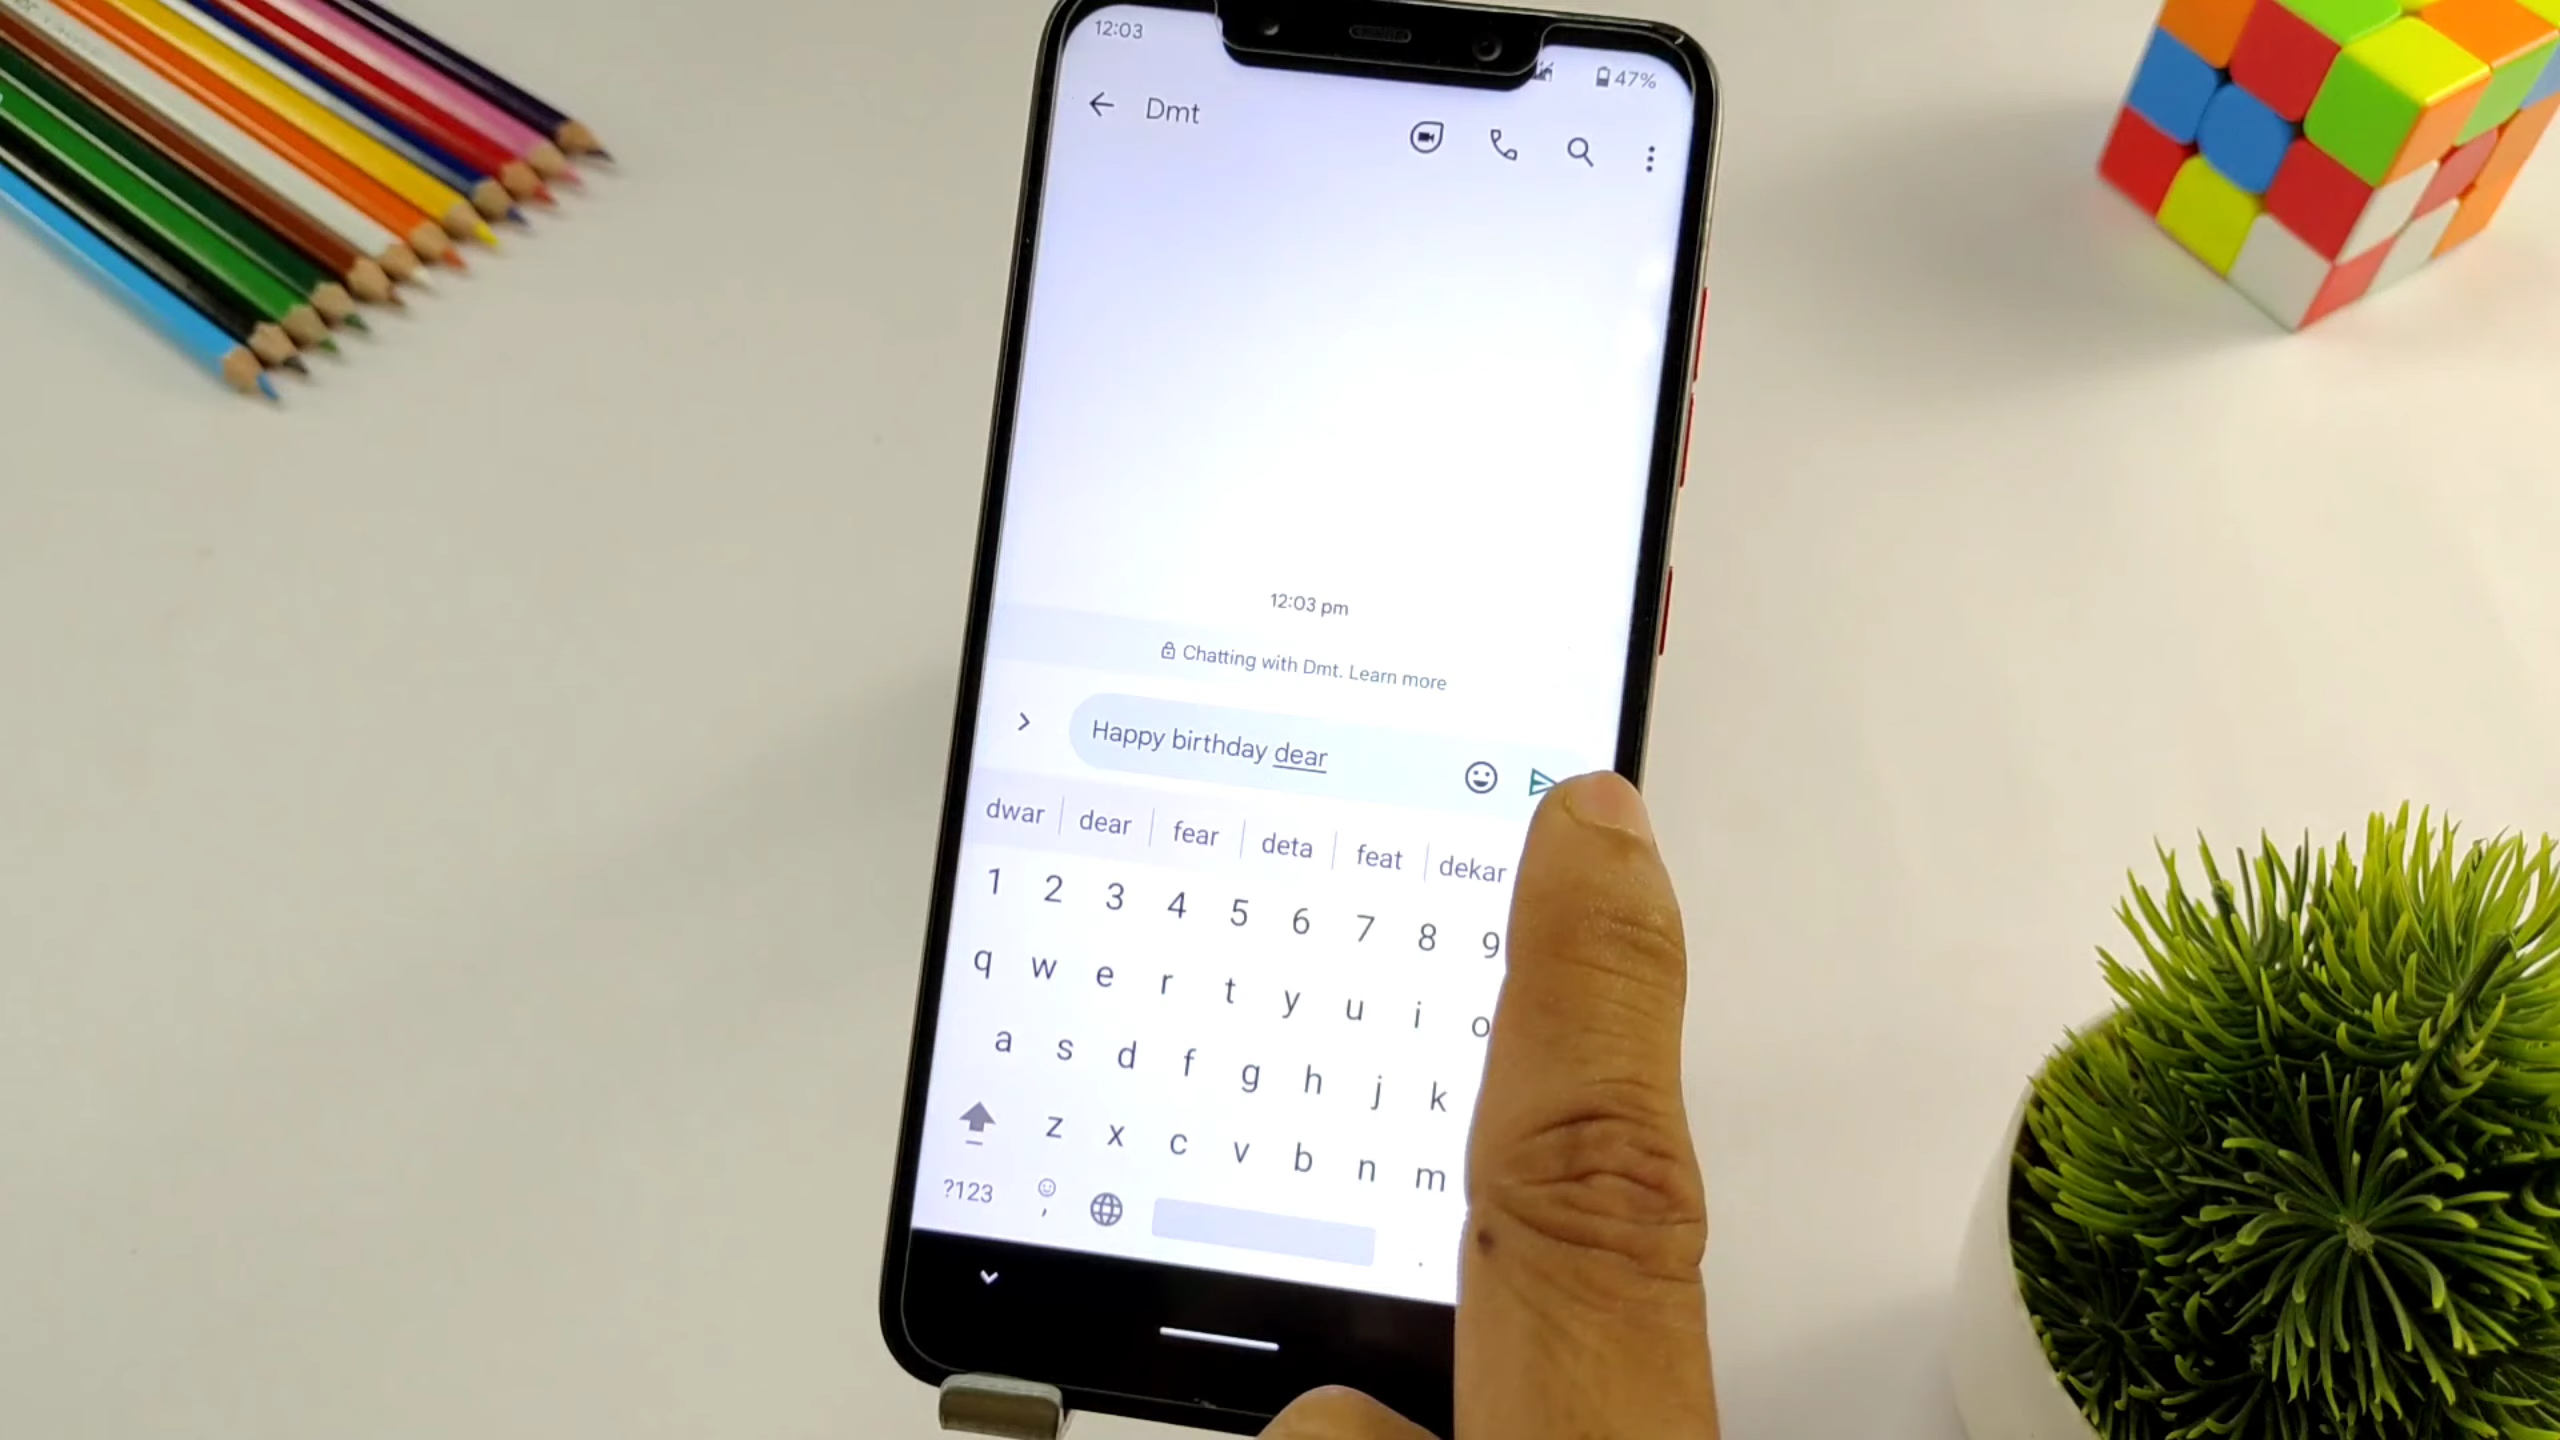 12:03
47%
Dmt
12:03 pm
Chatting with Dmt. Learn more
Happy birthday dear
dwar dear fear deta feat dekar
1 2 3 4 5 6 7 8 9
q w e r t y u i o
a s d f g h j k
z x c v b n m
?123 , .